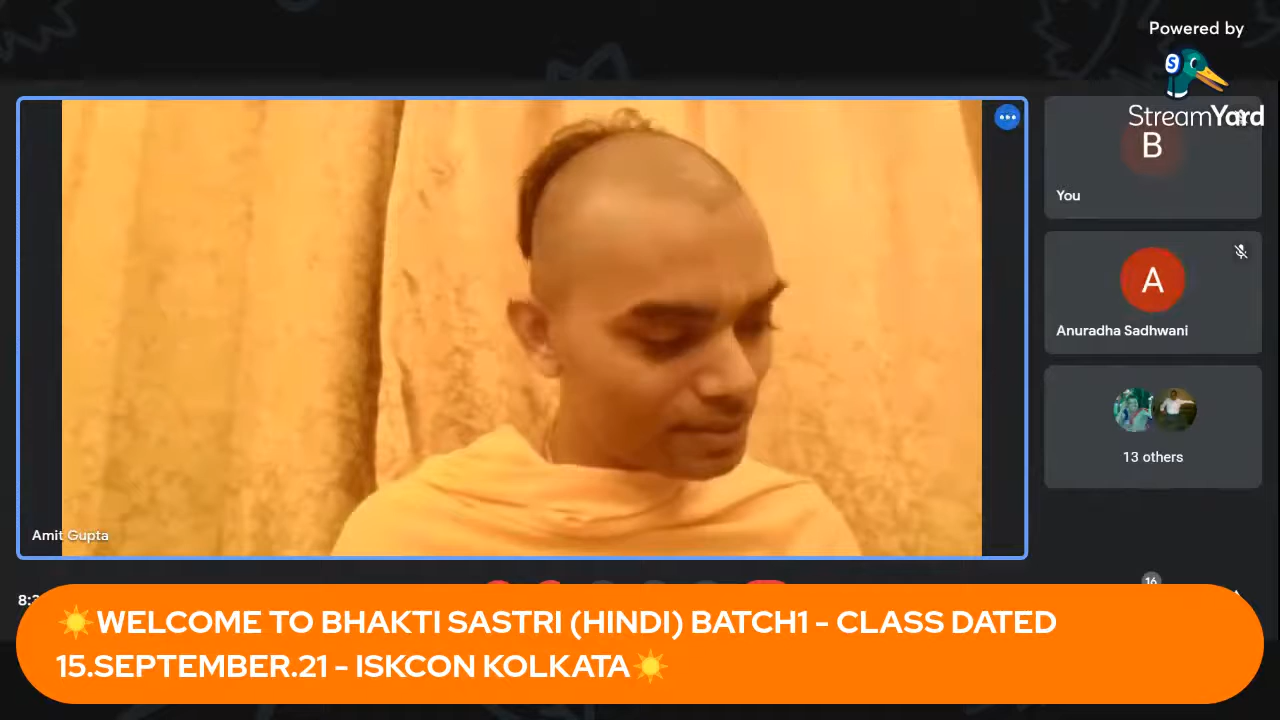 Powered by
S
StreamYard
B
You
A
Anuradha Sadhwani
13 others
Amit Gupta
16
☀️WELCOME TO BHAKTI SASTRI (HINDI) BATCH1 - CLASS DATED
15.SEPTEMBER.21 - ISKCON KOLKATA☀️